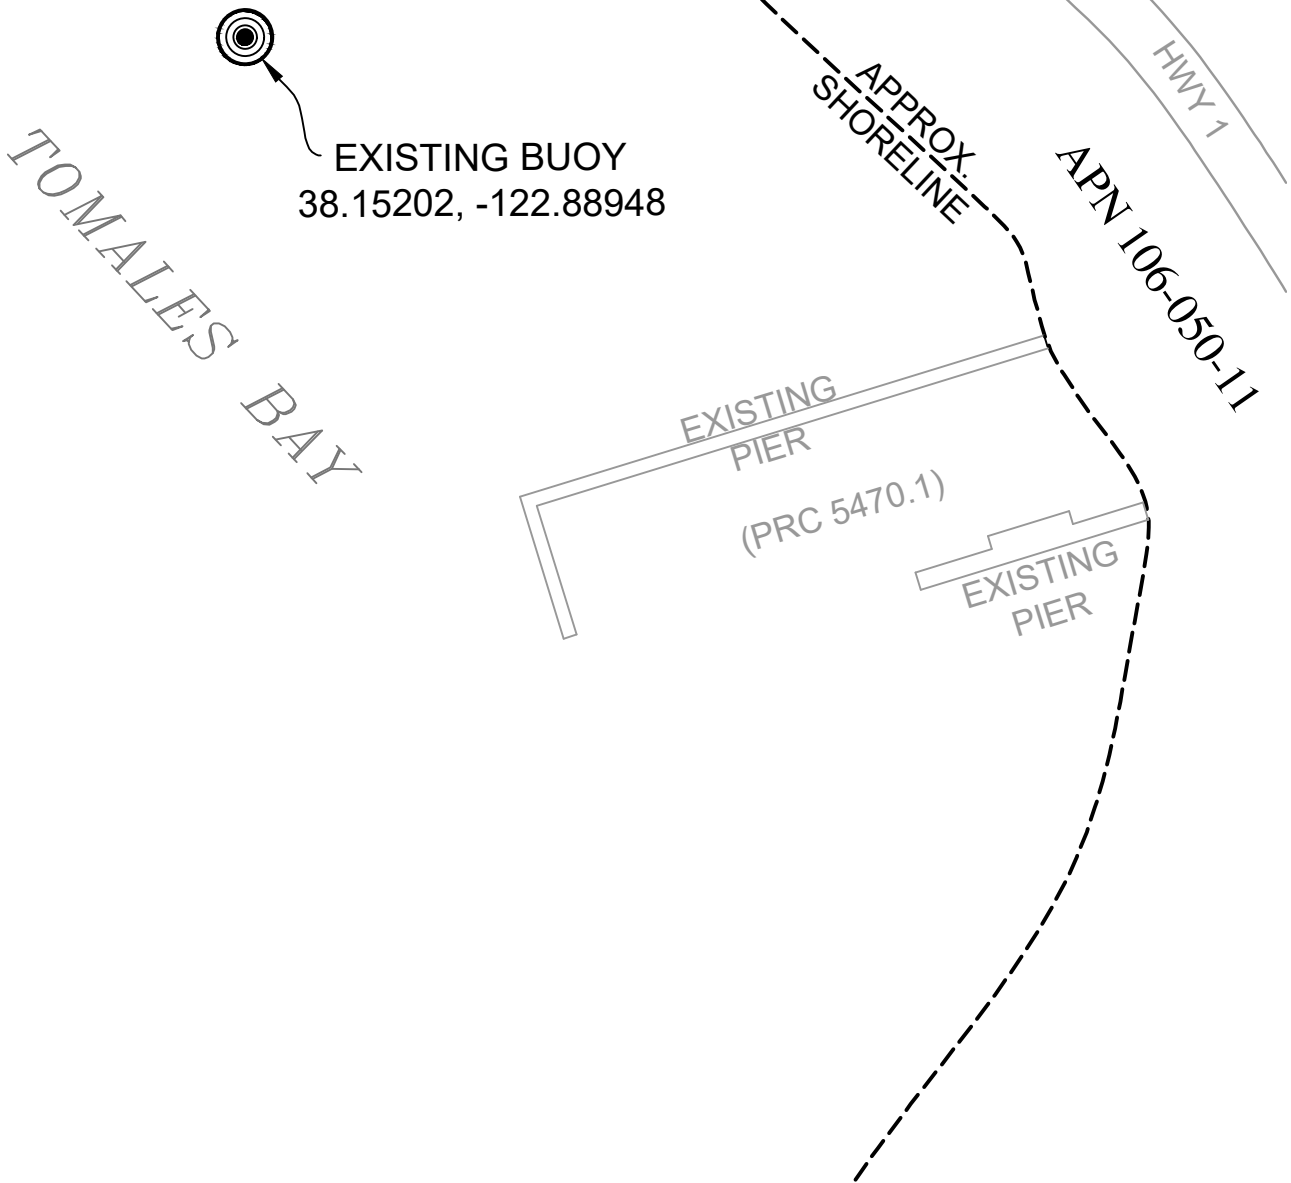 HWY 1
APPROX.
SHORELINE
EXISTING BUOY
38.15202, -122.88948
TOMALES BAY
APN 106-050-11
EXISTING
PIER
(PRC 5470.1)
EXISTING
PIER